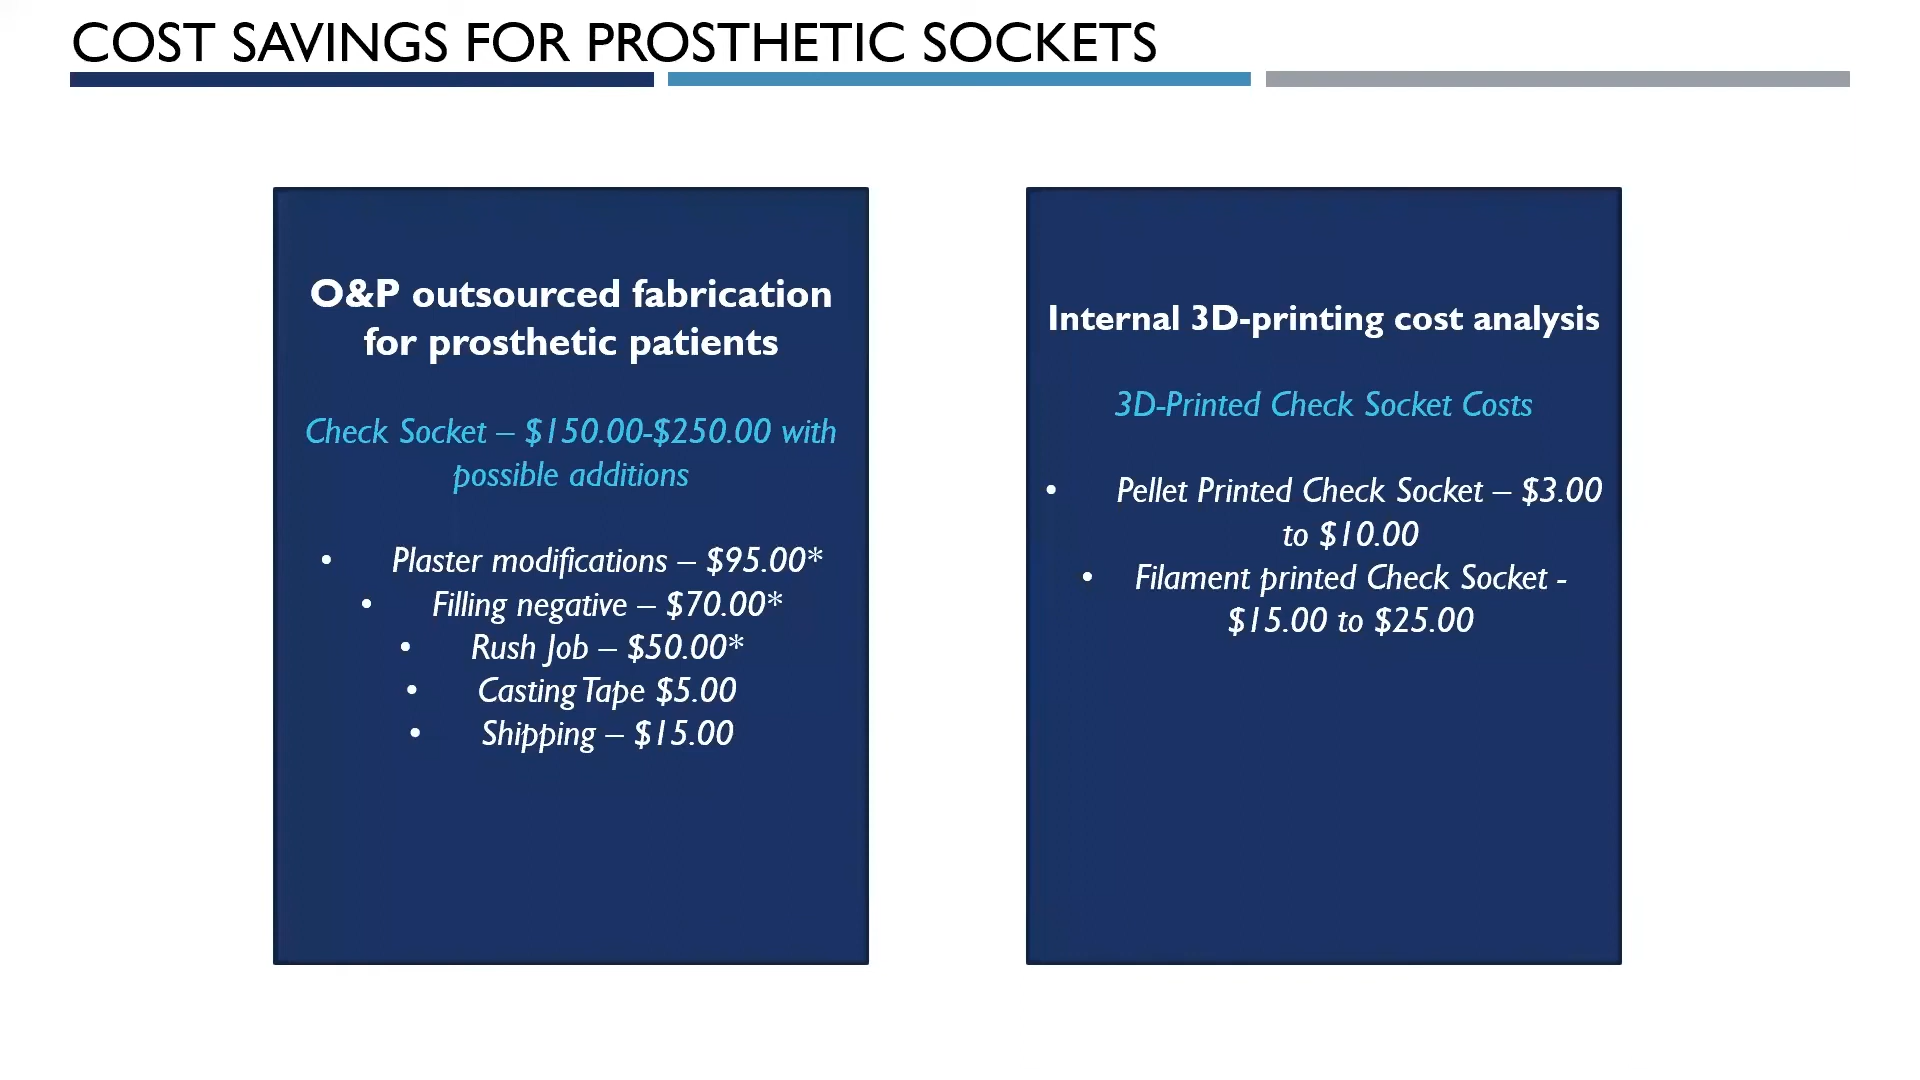 COST SAVINGS FOR PROSTHETIC SOCKETS
O&P outsourced fabrication
for prosthetic patients
Check Socket – $150.00-$250.00 with
possible additions
• Plaster modifications – $95.00*
• Filling negative – $70.00*
• Rush Job – $50.00*
• Casting Tape $5.00
• Shipping – $15.00
Internal 3D-printing cost analysis
3D-Printed Check Socket Costs
• Pellet Printed Check Socket – $3.00
to $10.00
• Filament printed Check Socket -
$15.00 to $25.00